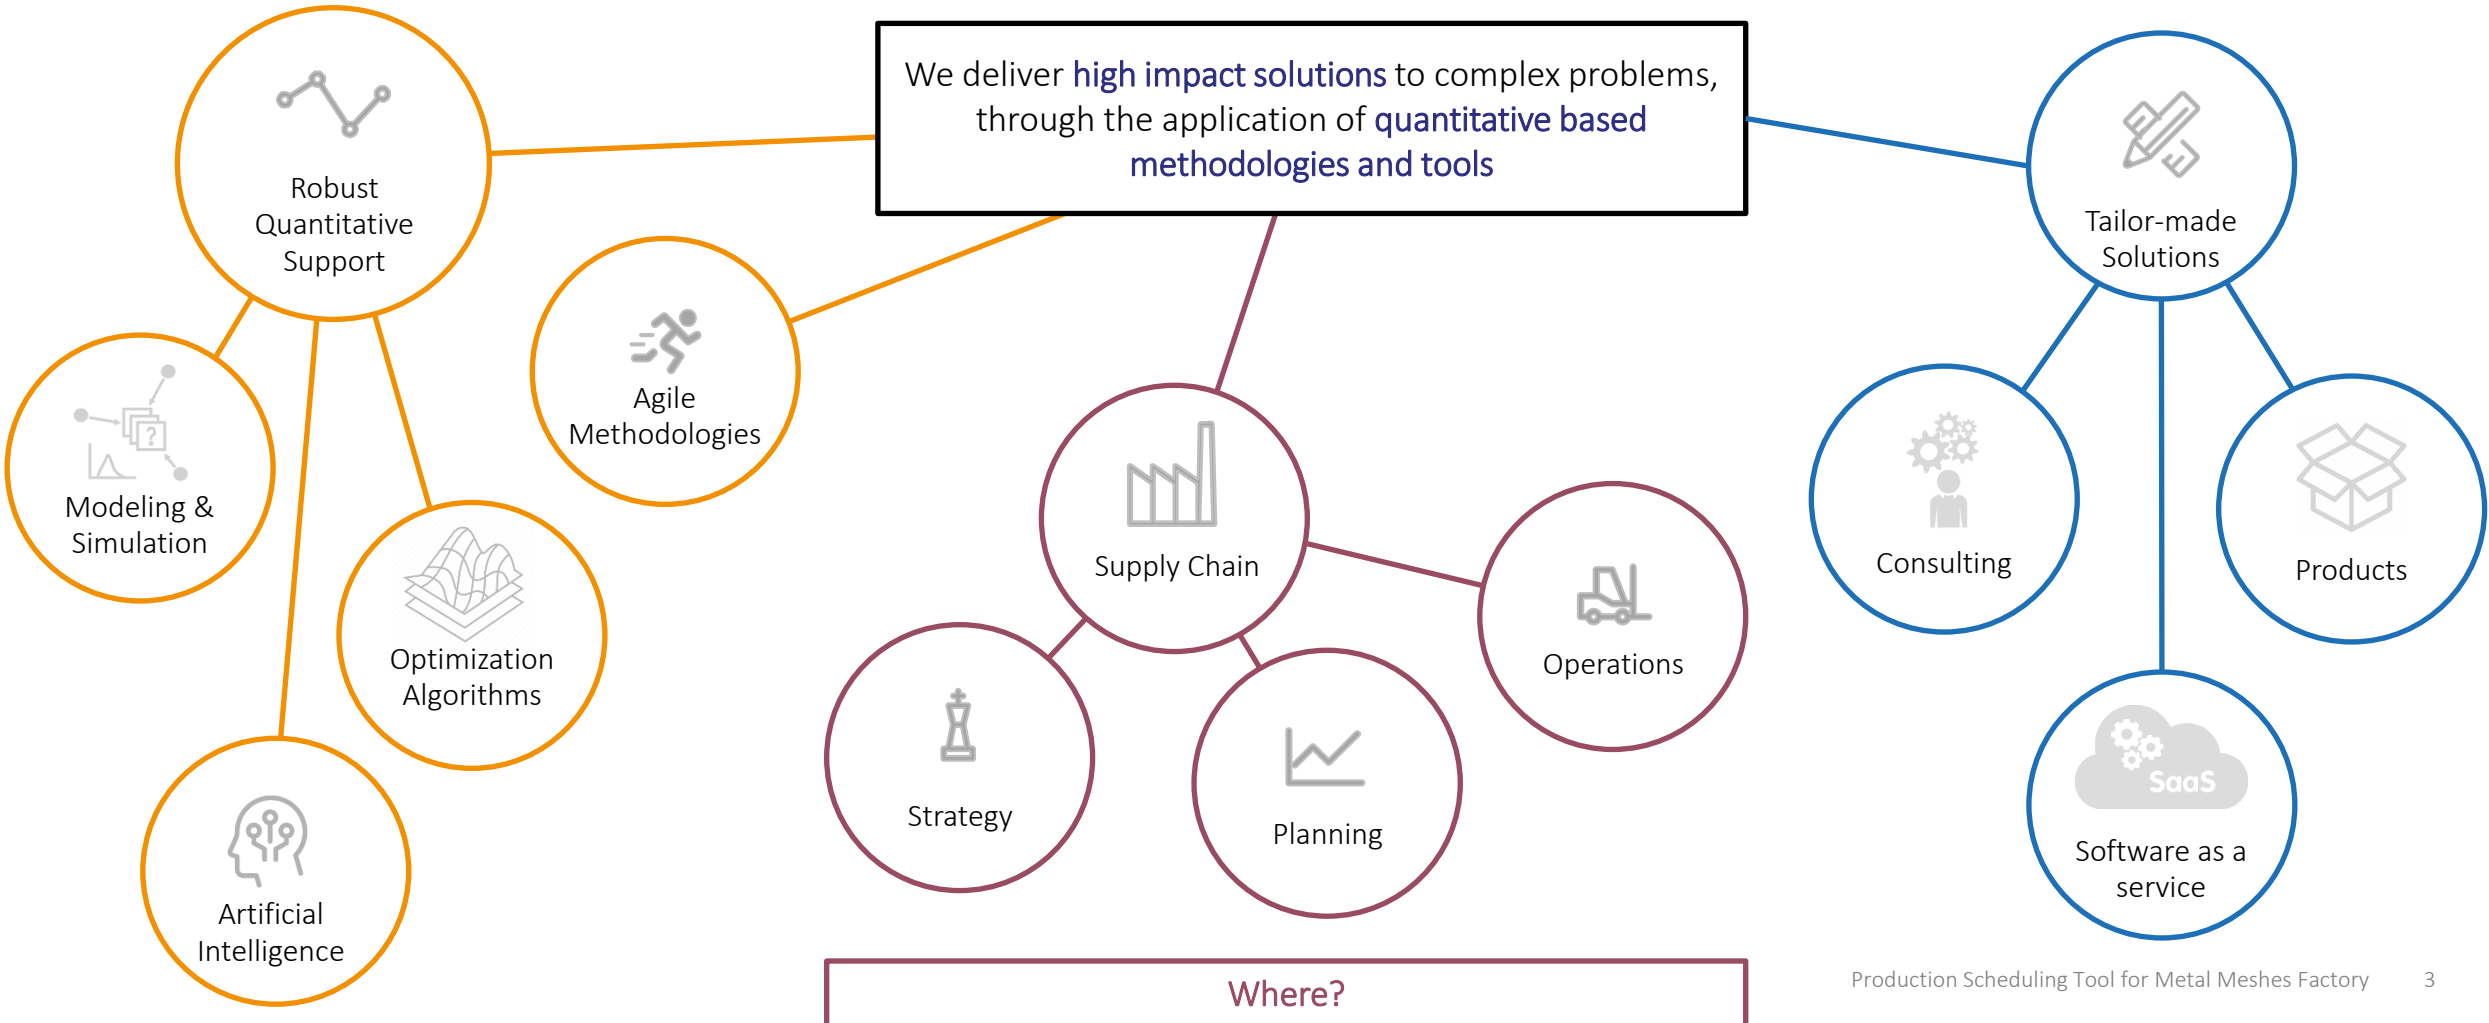 We deliver high impact solutions to complex problems,
through the application of quantitative based
methodologies and tools
Robust
Quantitative
Support
Tailor-made
Solutions
Agile
Methodologies
Modeling &
Simulation
?
Supply Chain
Consulting
Products
Optimization
Algorithms
Operations
Strategy
Planning
SaaS
Software as a
service
Artificial
Intelligence
Where?
Production Scheduling Tool for Metal Meshes Factory 3